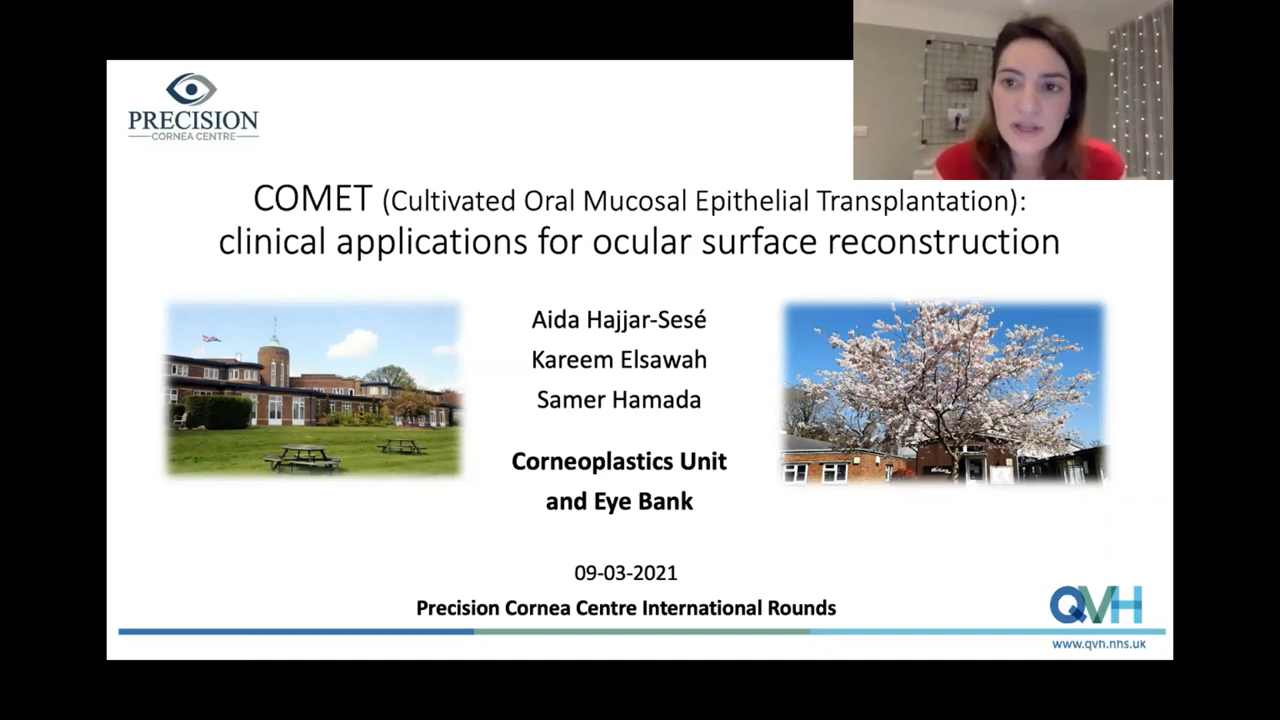 PRECISION
CORNEA CENTRE
COMET (Cultivated Oral Mucosal Epithelial Transplantation):
clinical applications for ocular surface reconstruction
Aida Hajjar-Sesé
Kareem Elsawah
Samer Hamada
Corneoplastics Unit
and Eye Bank
09-03-2021
Precision Cornea Centre International Rounds
QVH
www.qvh.nhs.uk